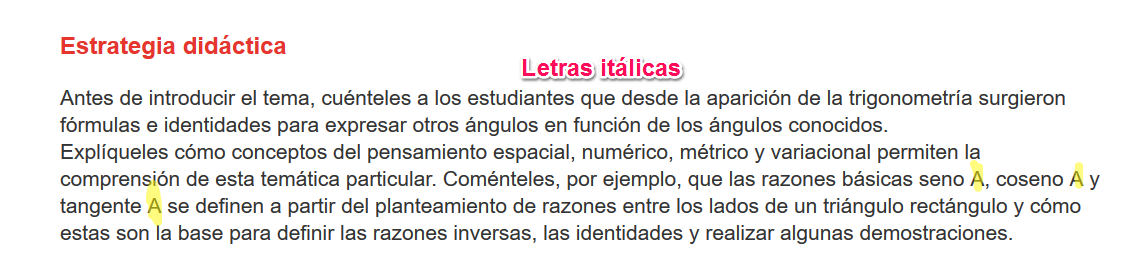 Estrategia didáctica
Letras itálicas
Antes de introducir el tema, cuénteles a los estudiantes que desde la aparición de la trigonometría surgieron
fórmulas e identidades para expresar otros ángulos en función de los ángulos conocidos.
Explíqueles cómo conceptos del pensamiento espacial, numérico, métrico y variacional permiten la
comprensión de esta temática particular. Coménteles, por ejemplo, que las razones básicas seno A, coseno A y
tangente A se definen a partir del planteamiento de razones entre los lados de un triángulo rectángulo y cómo
estas son la base para definir las razones inversas, las identidades y realizar algunas demostraciones.